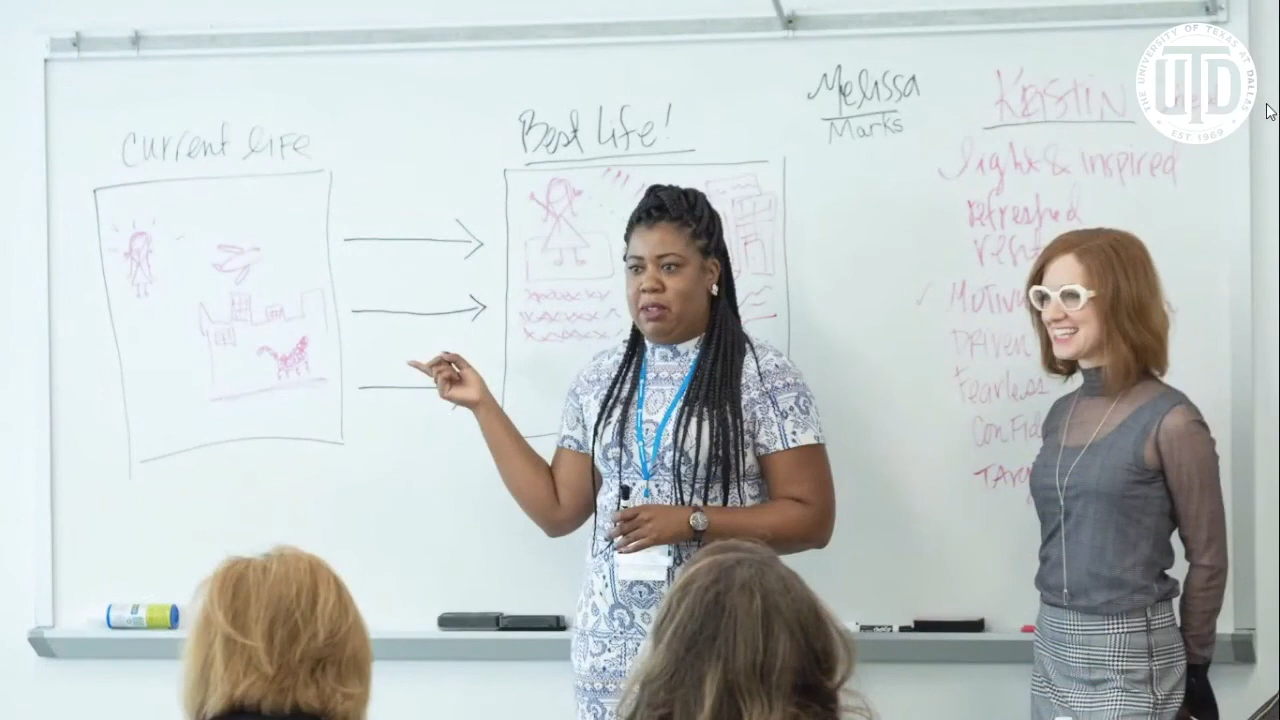 Current life
Best life!
Melissa
Marks
Kristin
light & inspired
refreshed
Driven
Fearless
THE UNIVERSITY OF TEXAS AT DALLAS
UTD
EST. 1969